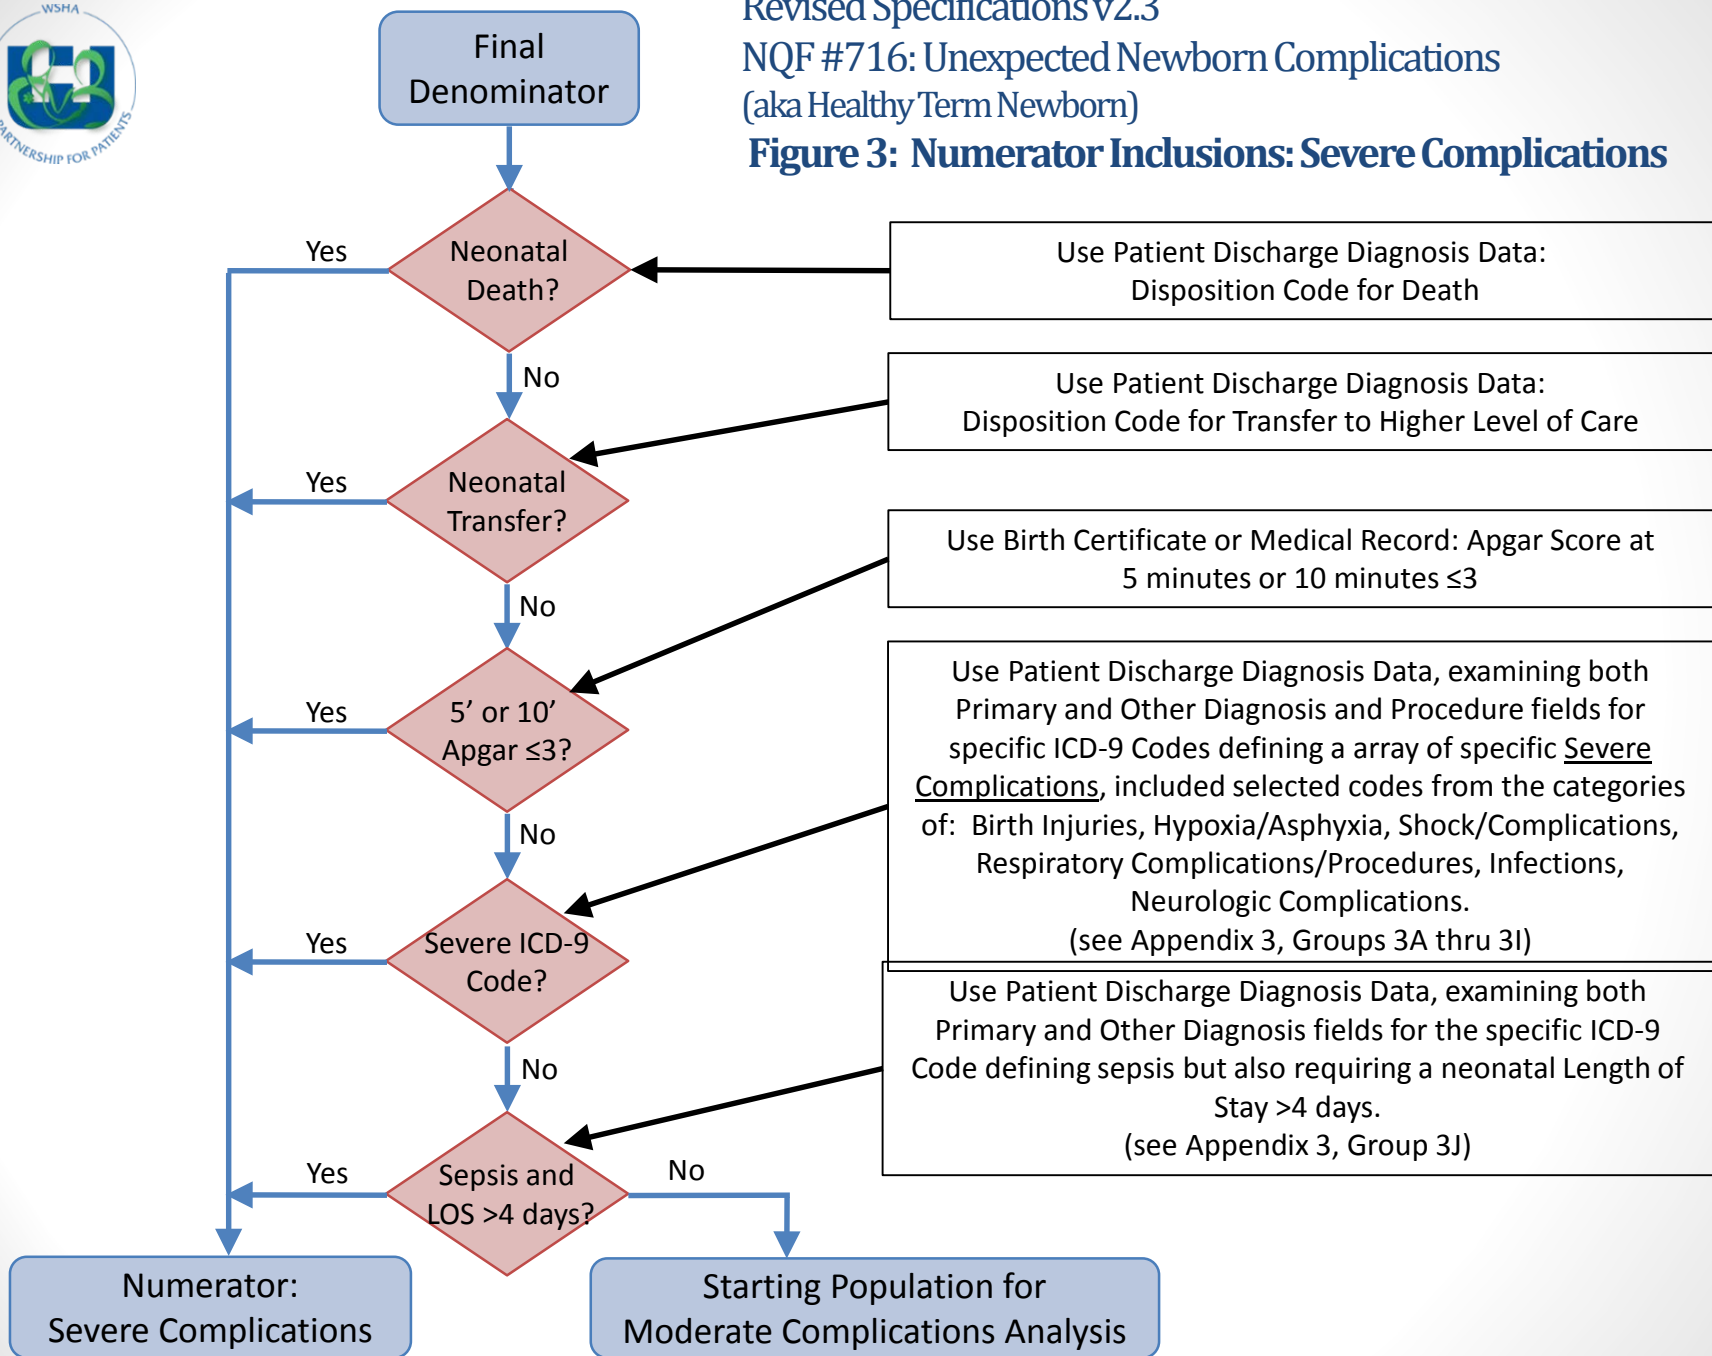 WSHA
PARTNERSHIP FOR PATIENTS
Revised Specifications v2.3
NQF #716: Unexpected Newborn Complications
(aka Healthy Term Newborn)
Figure 3: Numerator Inclusions: Severe Complications
Final
Denominator
Neonatal
Death?
Yes
No
Use Patient Discharge Diagnosis Data:
Disposition Code for Death
Neonatal
Transfer?
Yes
No
Use Patient Discharge Diagnosis Data:
Disposition Code for Transfer to Higher Level of Care
5’ or 10’
Apgar ≤3?
Yes
No
Use Birth Certificate or Medical Record: Apgar Score at
5 minutes or 10 minutes ≤3
Severe ICD-9
Code?
Yes
No
Use Patient Discharge Diagnosis Data, examining both
Primary and Other Diagnosis and Procedure fields for
specific ICD-9 Codes defining a array of specific Severe
Complications, included selected codes from the categories
of: Birth Injuries, Hypoxia/Asphyxia, Shock/Complications,
Respiratory Complications/Procedures, Infections,
Neurologic Complications.
(see Appendix 3, Groups 3A thru 3I)
Sepsis and
LOS >4 days?
Yes
No
Use Patient Discharge Diagnosis Data, examining both
Primary and Other Diagnosis fields for the specific ICD-9
Code defining sepsis but also requiring a neonatal Length of
Stay >4 days.
(see Appendix 3, Group 3J)
Numerator:
Severe Complications
Starting Population for
Moderate Complications Analysis